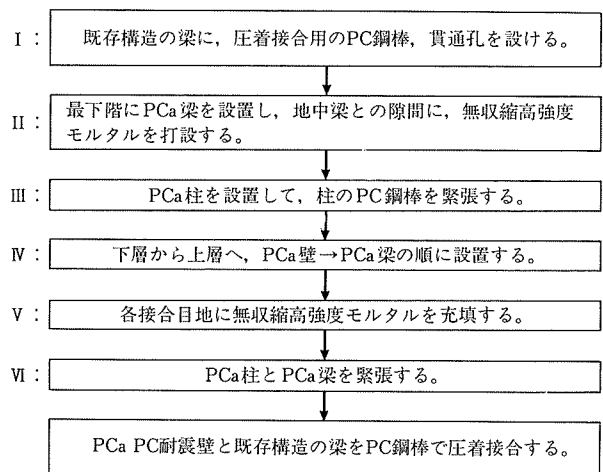 Ⅰ： 既存構造の梁に，圧着接合用のPC鋼棒，貫通孔を設ける。
Ⅱ： 最下階にPCa梁を設置し，地中梁との隙間に，無収縮高強度
モルタルを打設する。
Ⅲ： PCa柱を設置して，柱のPC鋼棒を緊張する。
Ⅳ： 下層から上層へ，PCa壁→PCa梁の順に設置する。
Ⅴ： 各接合目地に無収縮高強度モルタルを充填する。
Ⅵ： PCa柱とPCa梁を緊張する。
PCa PC耐震壁と既存構造の梁をPC鋼棒で圧着接合する。